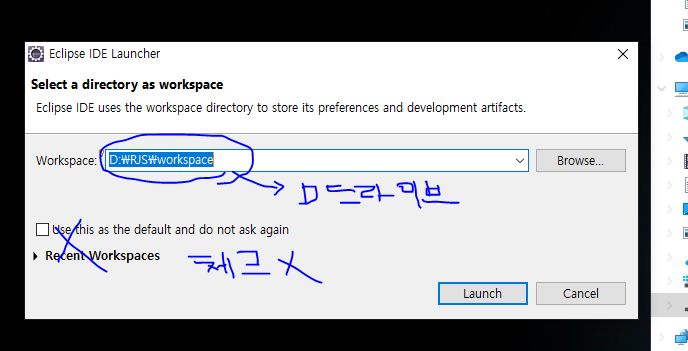 Eclipse IDE Launcher
Select a directory as workspace
Eclipse IDE uses the workspace directory to store its preferences and development artifacts.
Workspace: D:₩RJS₩workspace Browse...
D 드라이브
Use this as the default and do not ask again
Recent Workspaces
체크 X
Launch Cancel